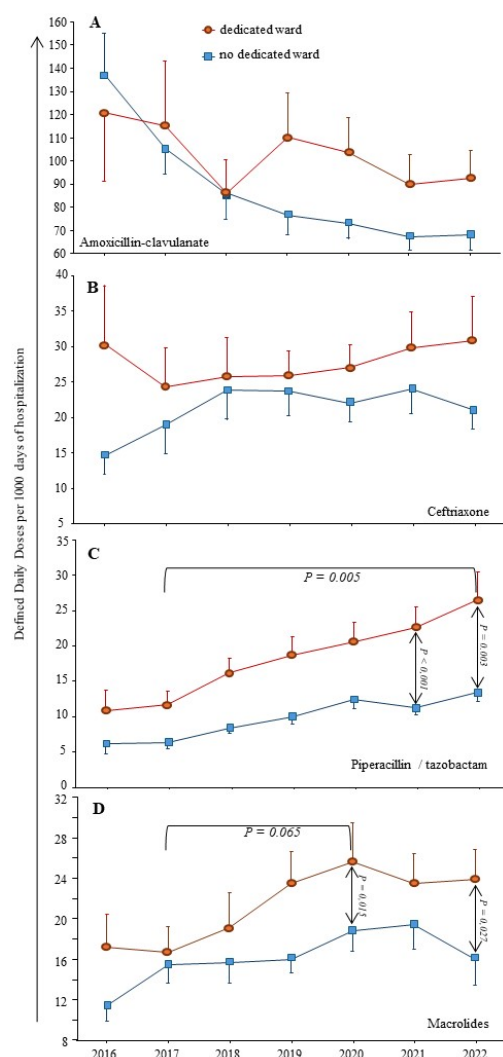 A
dedicated ward
no dedicated ward
160
150
140
130
120
110
100
90
80
70
60
Amoxicillin-clavulanate
B
40
35
30
25
20
15
10
5
Ceftriaxone
Defined Daily Doses per 1000 days of hospitalization
C
35
30
25
20
15
10
5
0
P = 0.005
P < 0.001
P = 0.003
Piperacillin / tazobactam
D
32
28
24
20
16
12
8
P = 0.065
P = 0.015
P = 0.027
Macrolides
2016 2017 2018 2019 2020 2021 2022